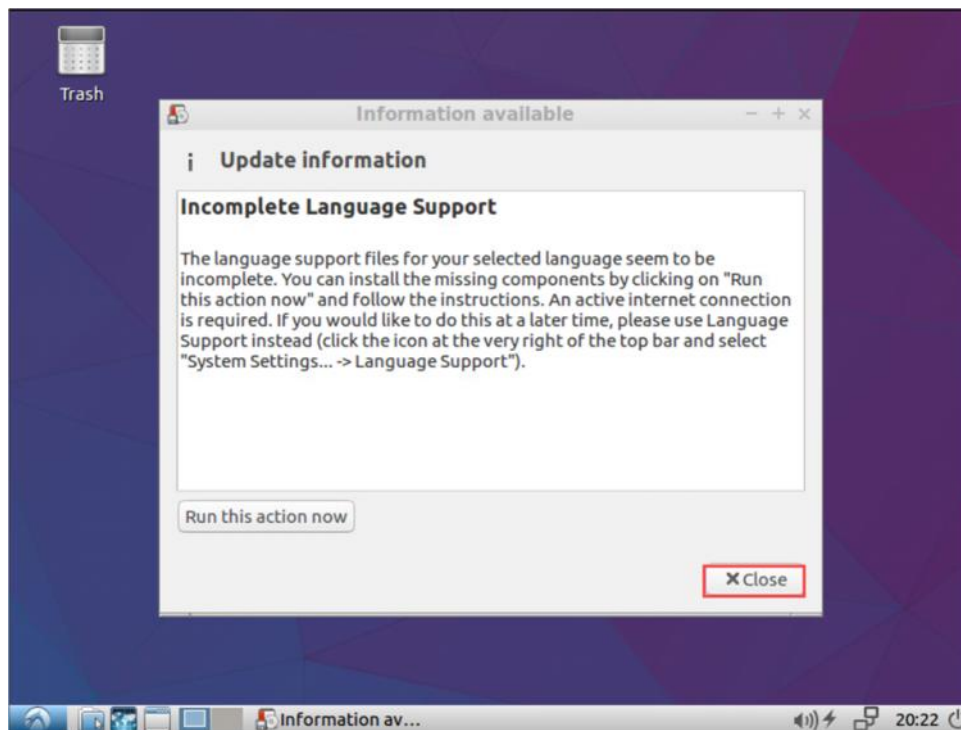 Trash
Information available
Update information
Incomplete Language Support
The language support files for your selected language seem to be
incomplete. You can install the missing components by clicking on "Run
this action now" and follow the instructions. An active internet connection
is required. If you would like to do this at a later time, please use Language
Support instead (click the icon at the very right of the top bar and select
"System Settings... -> Language Support").
Run this action now
Close
Information av...
20:22